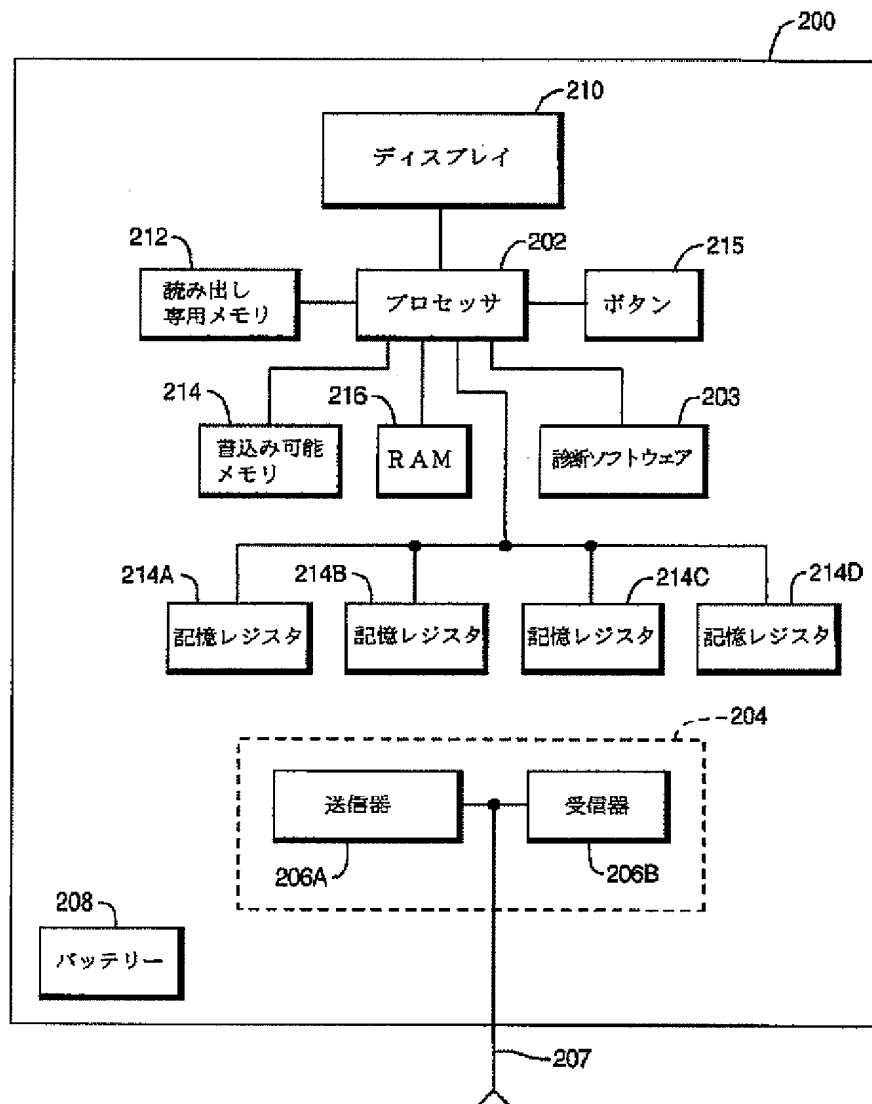 200
210
ディスプレイ
212
202
215
読み出し
専用メモリ
プロセッサ
ボタン
214
216
203
書込み可能
メモリ
RAM
診断ソフトウェア
214A
214B
214C
214D
記憶レジスタ
記憶レジスタ
記憶レジスタ
記憶レジスタ
204
送信器
受信器
206A
206B
208
バッテリー
207